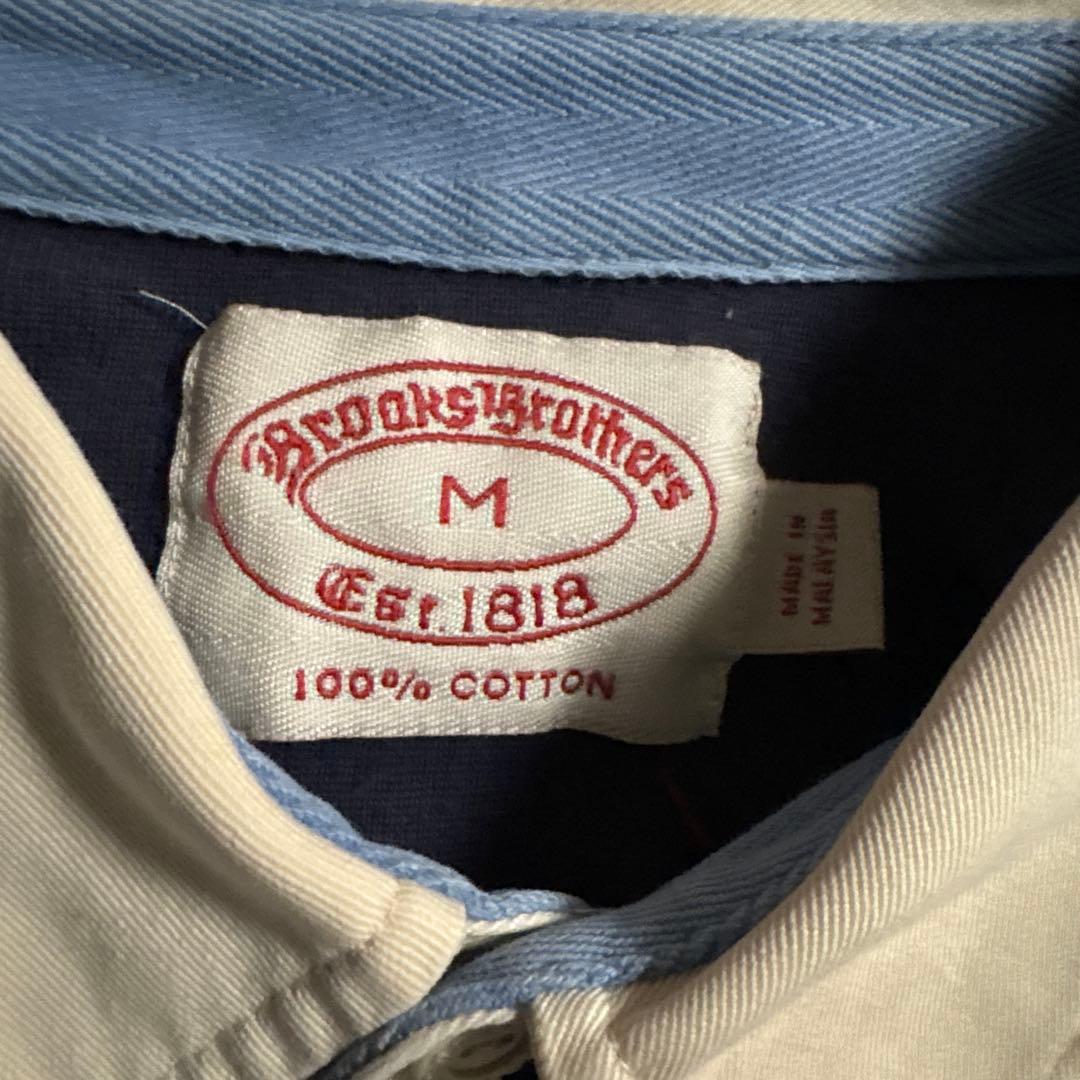 Brooks Brothers
M
Est. 1818
100% COTTON
MADE IN
MALAYSIA